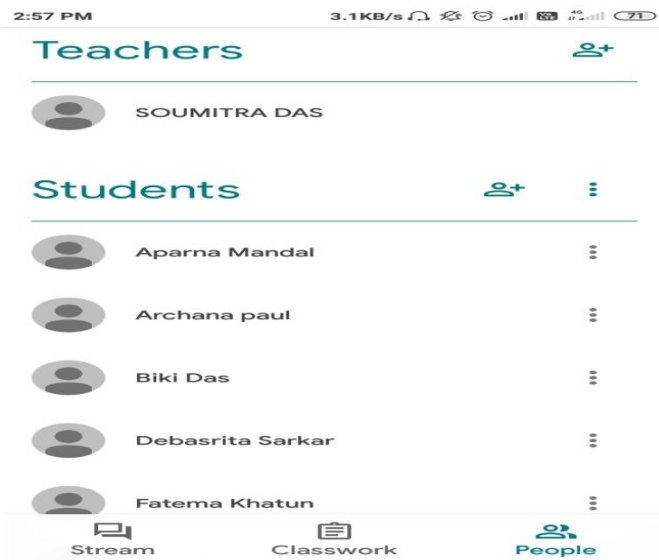 2:57 PM 3.1KB/s 4G 71
Teachers
SOUMITRA DAS
Students
Aparna Mandal
Archana paul
Biki Das
Debasrita Sarkar
Fatema Khatun
Stream Classwork People